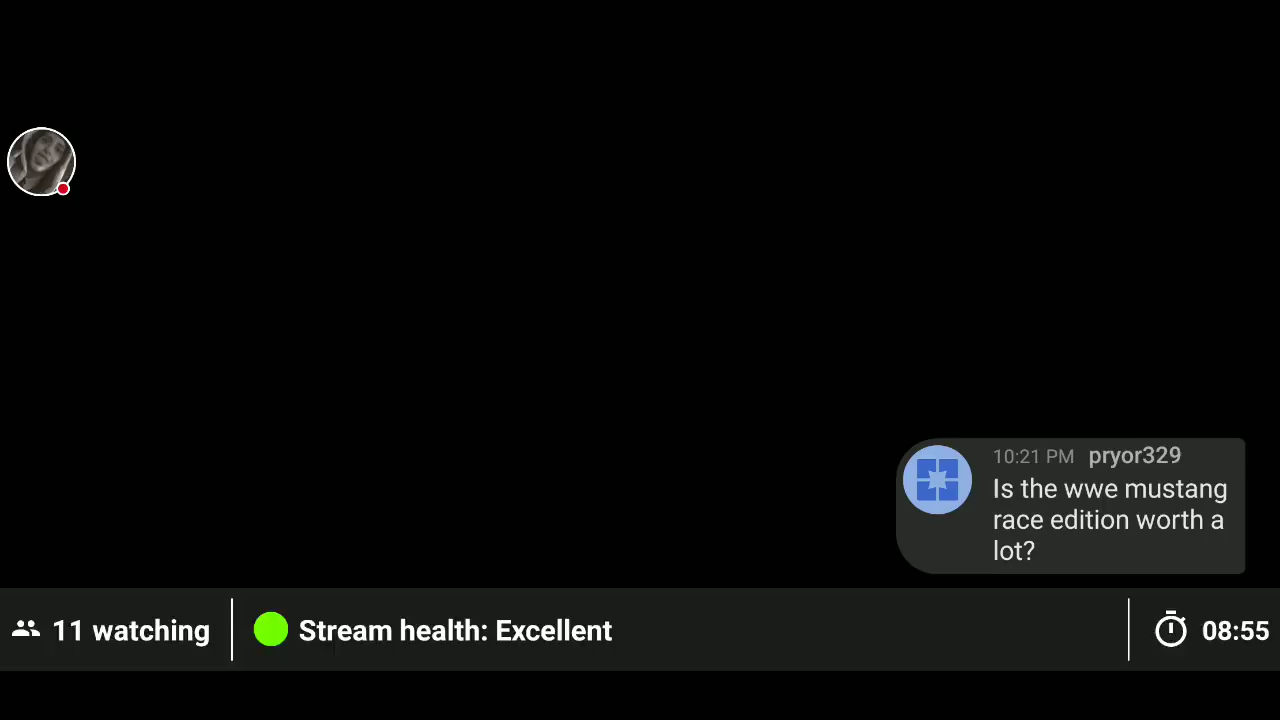 10:21 PM pryor329
Is the wwe mustang
race edition worth a
lot?
11 watching
Stream health: Excellent
08:55